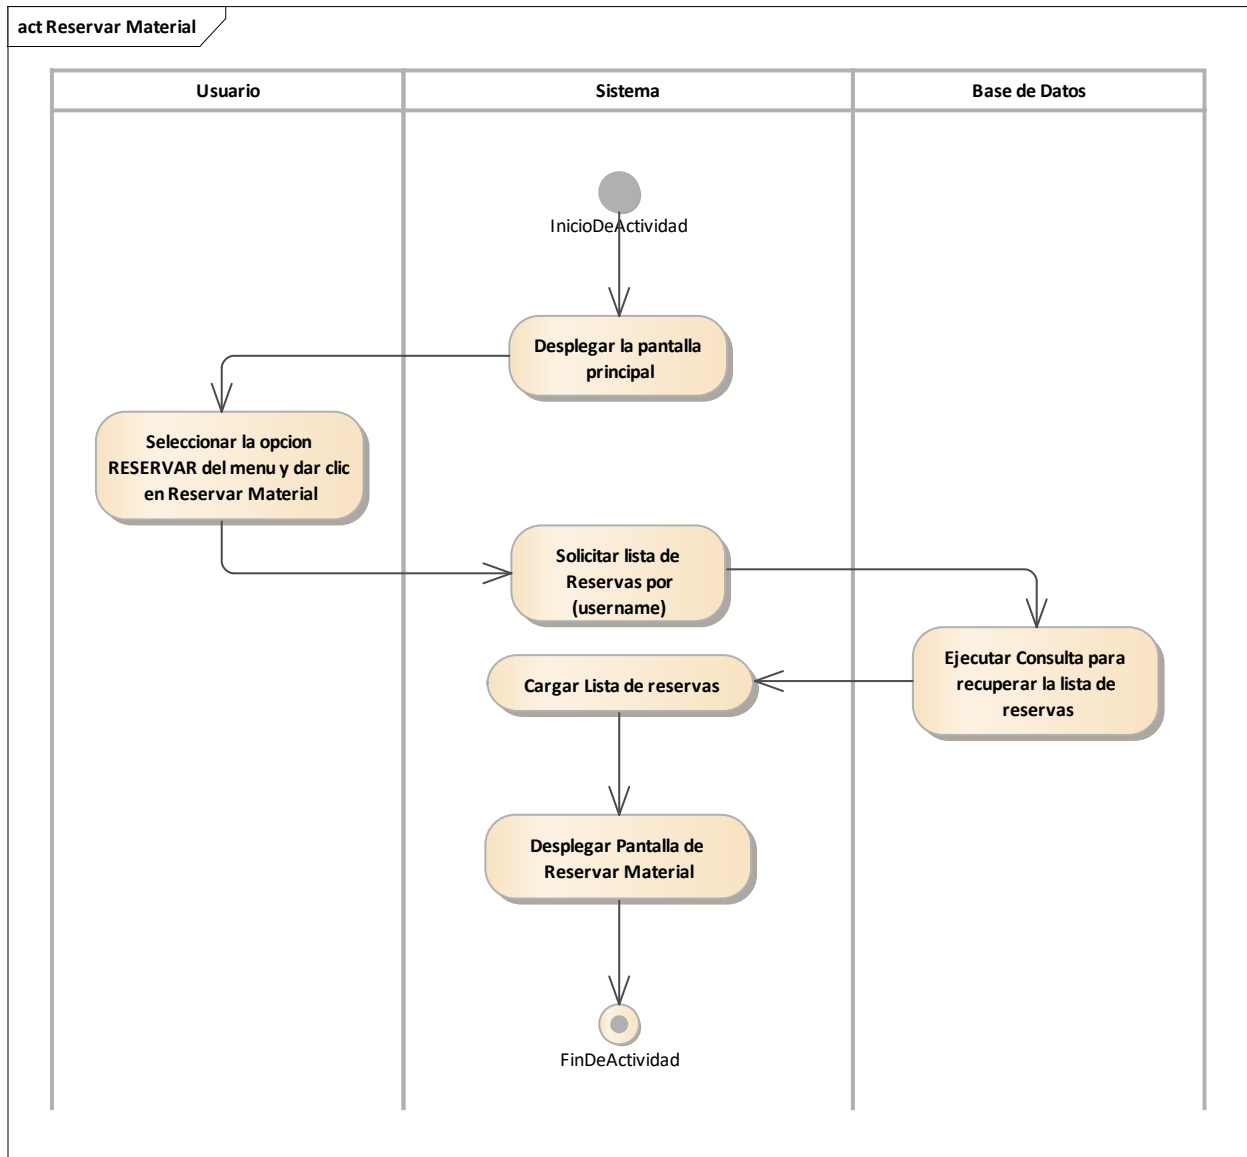 act Reservar Material
Usuario
Sistema
Base de Datos
InicioDeActividad
Desplegar la pantalla
principal
Seleccionar la opcion
RESERVAR del menu y dar clic
en Reservar Material
Solicitar lista de
Reservas por
(username)
Ejecutar Consulta para
recuperar la lista de
reservas
Cargar Lista de reservas
Desplegar Pantalla de
Reservar Material
FinDeActividad